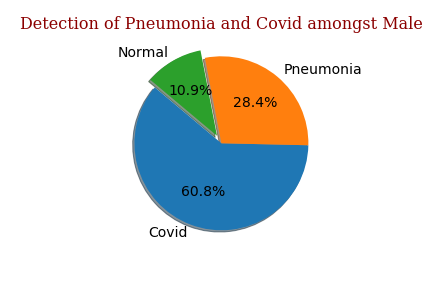 Detection of Pneumonia and Covid amongst Male
Normal
Pneumonia
10.9%
28.4%
60.8%
Covid